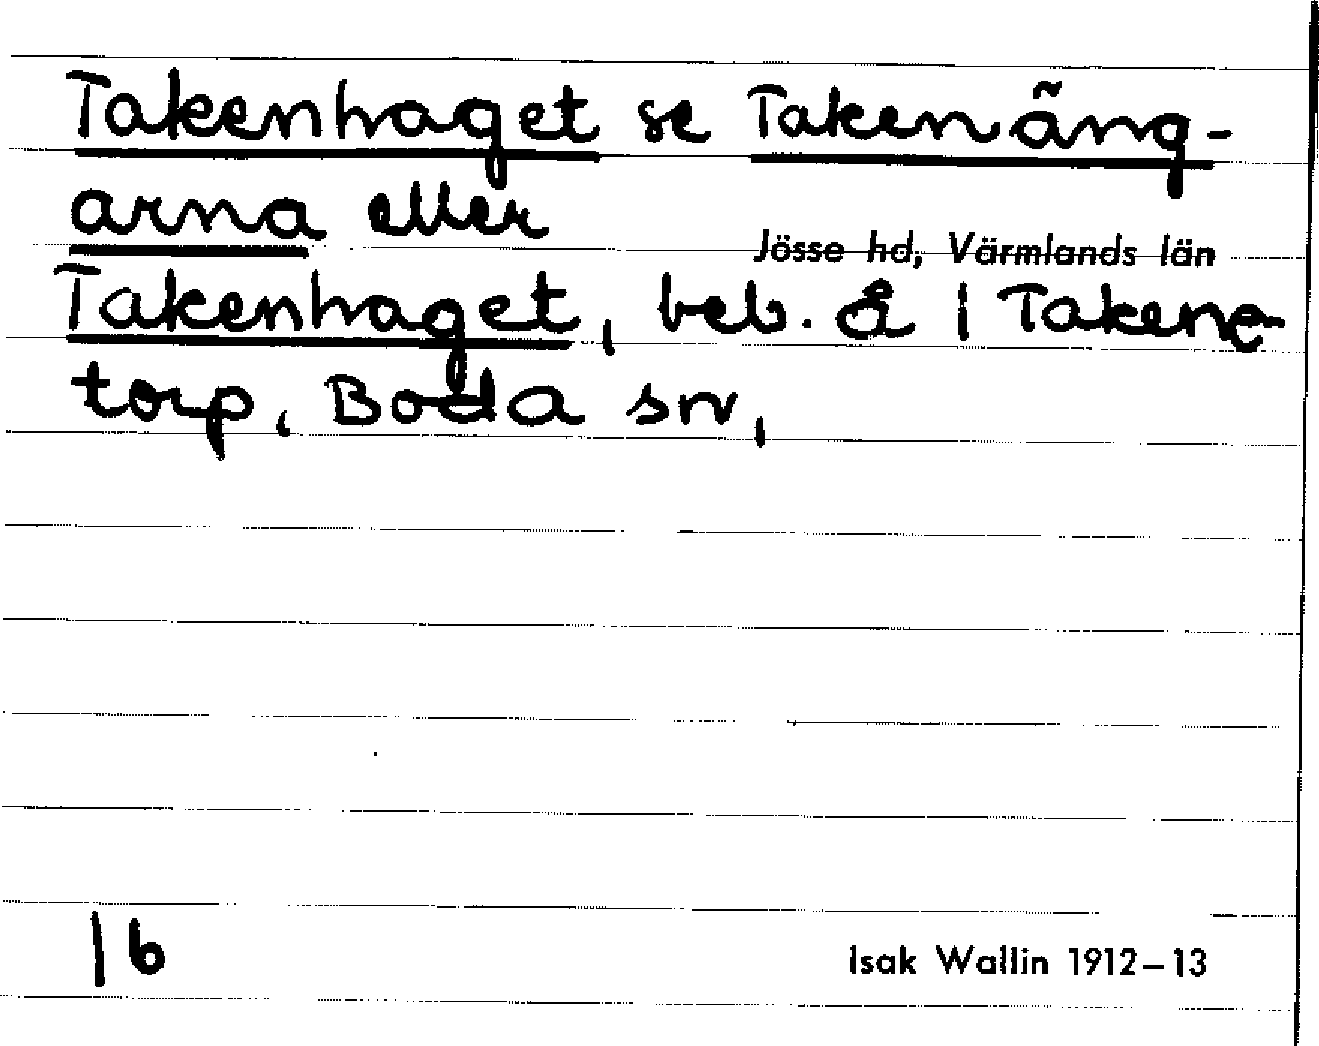 Takenhaget se Takenäng-
arna eller
Jösse hd, Värmlands län
Takenhaget, beb. å 1 Takene-
torp, Boda sn,
16
Isak Wallin 1912–13